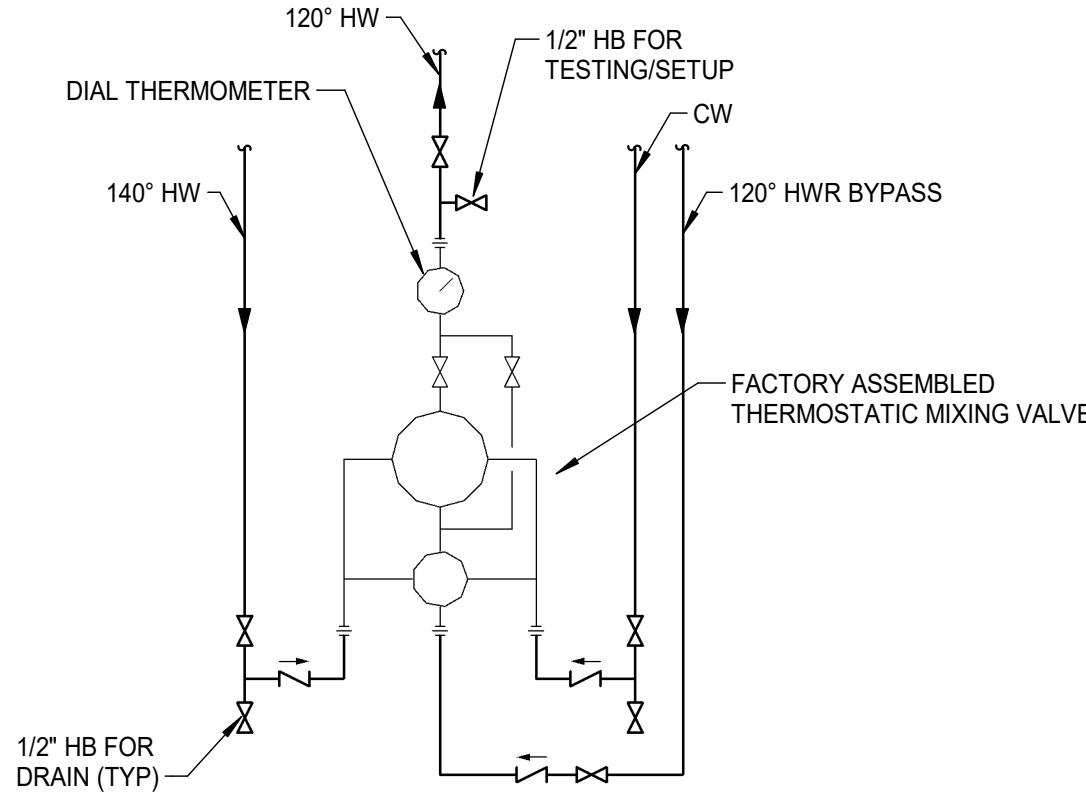 120° HW
1/2" HB FOR
TESTING/SETUP
DIAL THERMOMETER
CW
140° HW
120° HWR BYPASS
FACTORY ASSEMBLED
THERMOSTATIC MIXING VALVE
1/2" HB FOR
DRAIN (TYP)